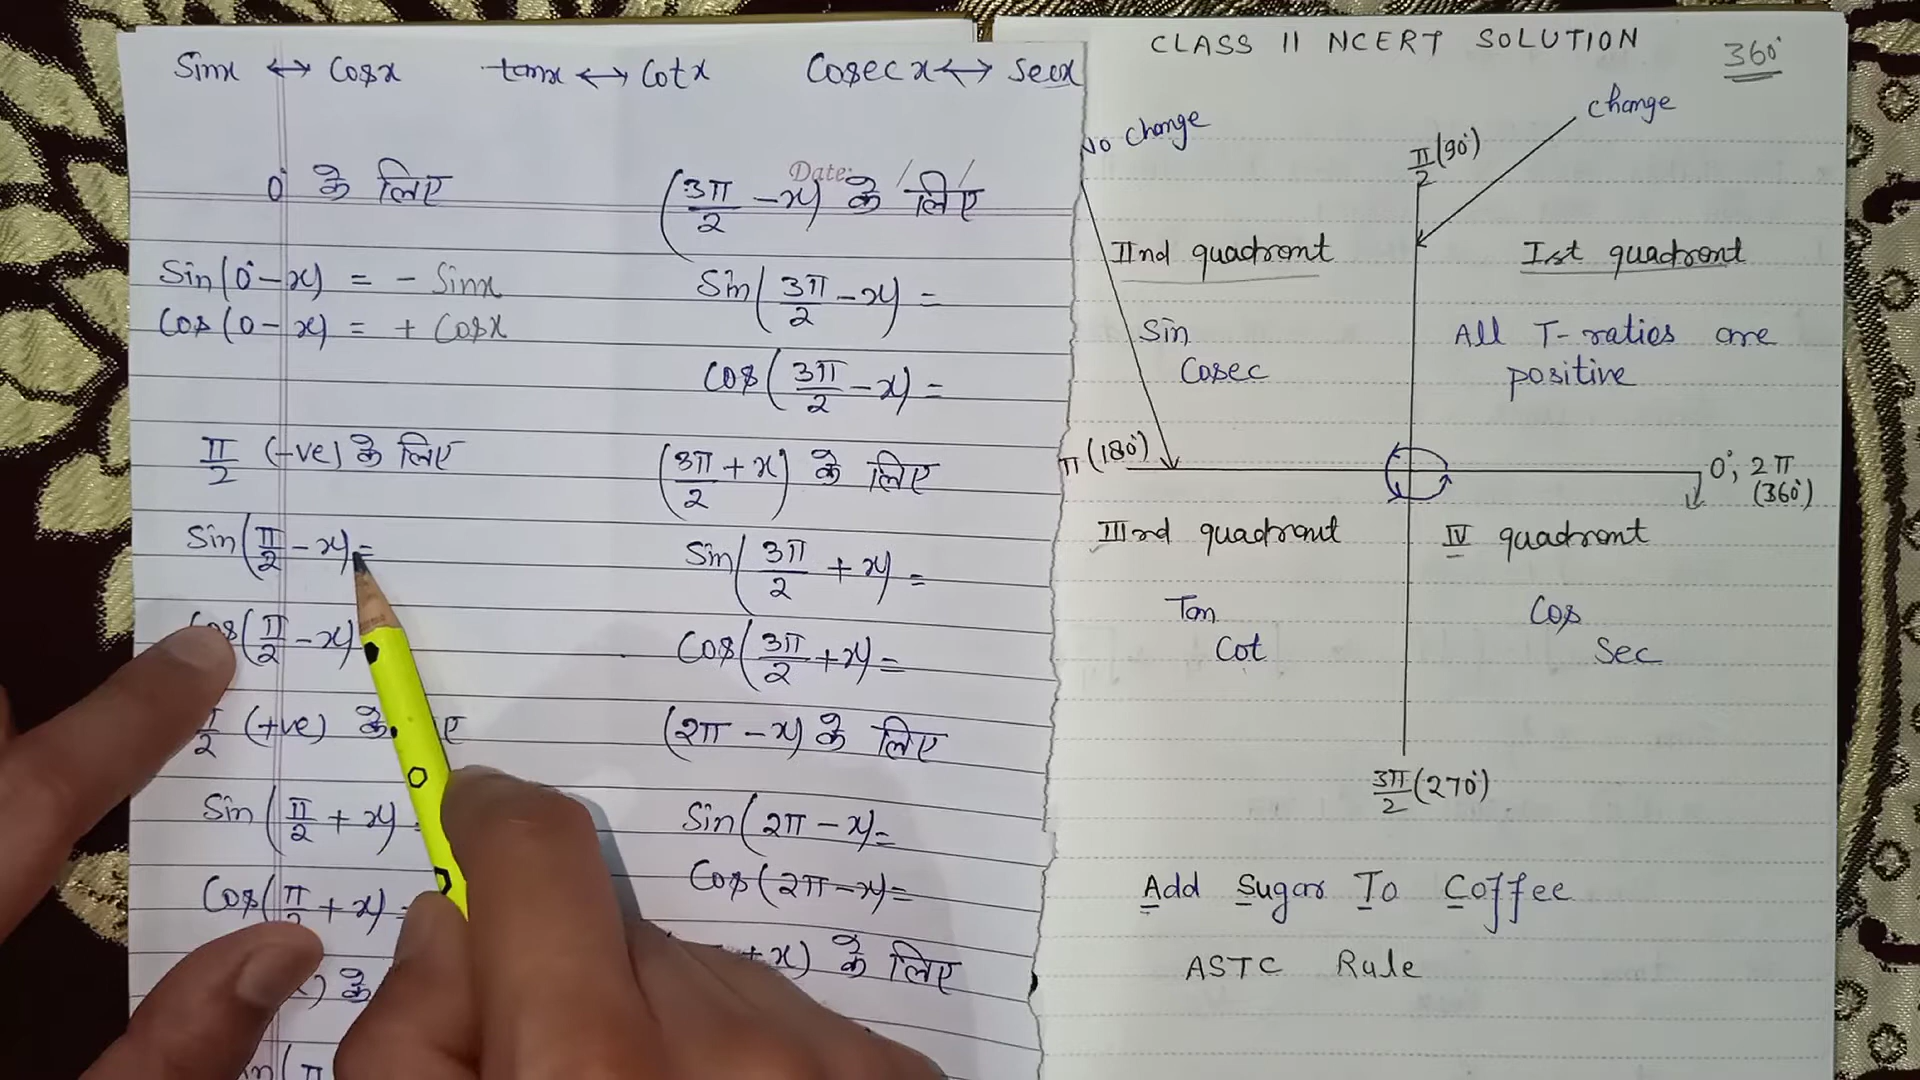 Sinx ↔ Cosx tanx ↔ Cotx Cosec x ↔ Secx
Date: / /
0° के लिए
Sin(0°-x) = - Sinx
Cos(0-x) = + Cosx
π/2 (-ve) के लिए
Sin(π/2 - x) =
Cos(π/2 - x)
(+ve) के
Sin(π/2 + x)
Cos(π/2 + x) =
(3π/2 - x) के लिए
Sin(3π/2 - x) =
Cos(3π/2 - x) =
(3π/2 + x) के लिए
Sin(3π/2 + x) =
Cos(3π/2 + x) =
(2π - x) के लिए
Sin(2π - x) =
Cos(2π - x) =
+ x) के लिए
CLASS 11 NCERT SOLUTION
360°
change
No change
π/2 (90°)
IInd quadrant
Ist quadrant
Sin
Cosec
All T-ratios are
positive
π (180°)
0°, 2π
(360°)
IIIrd quadrant
IV quadrant
Tan
Cot
Cos
Sec
3π/2 (270°)
Add Sugar To Coffee
ASTC Rule